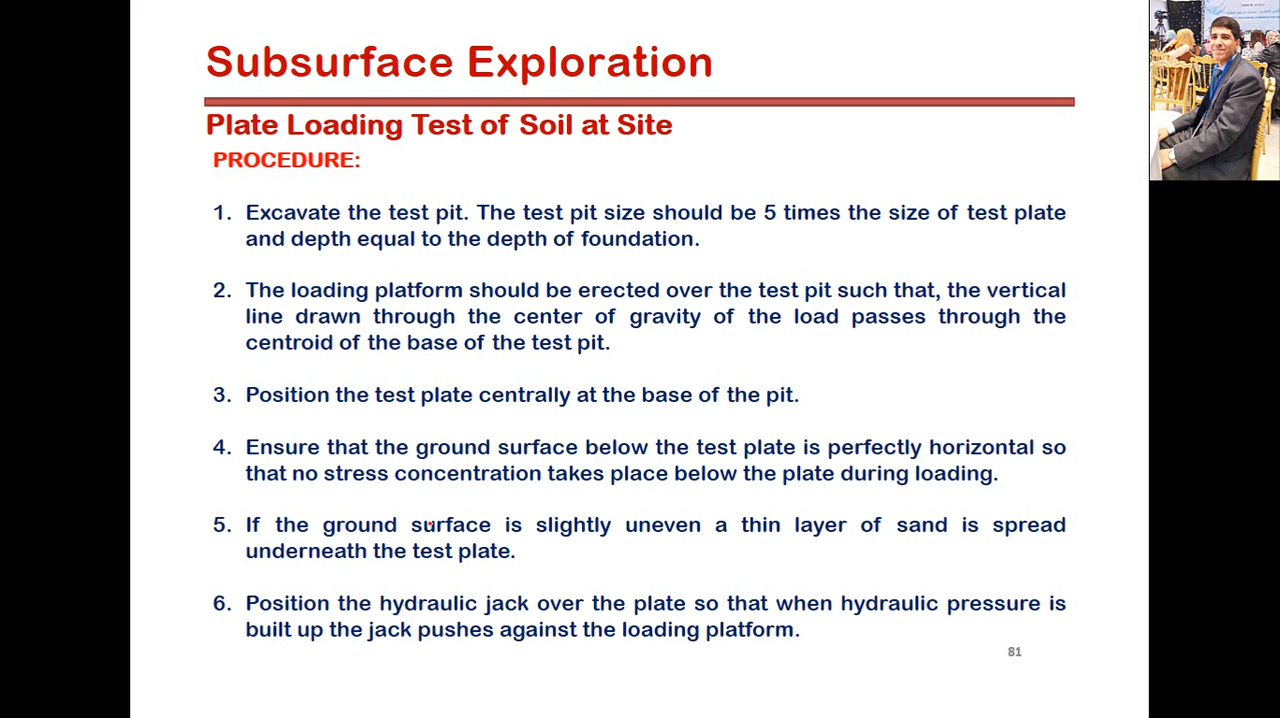 Subsurface Exploration
Plate Loading Test of Soil at Site
PROCEDURE:
1. Excavate the test pit. The test pit size should be 5 times the size of test plate
and depth equal to the depth of foundation.
2. The loading platform should be erected over the test pit such that, the vertical
line drawn through the center of gravity of the load passes through the
centroid of the base of the test pit.
3. Position the test plate centrally at the base of the pit.
4. Ensure that the ground surface below the test plate is perfectly horizontal so
that no stress concentration takes place below the plate during loading.
5. If the ground surface is slightly uneven a thin layer of sand is spread
underneath the test plate.
6. Position the hydraulic jack over the plate so that when hydraulic pressure is
built up the jack pushes against the loading platform.
81